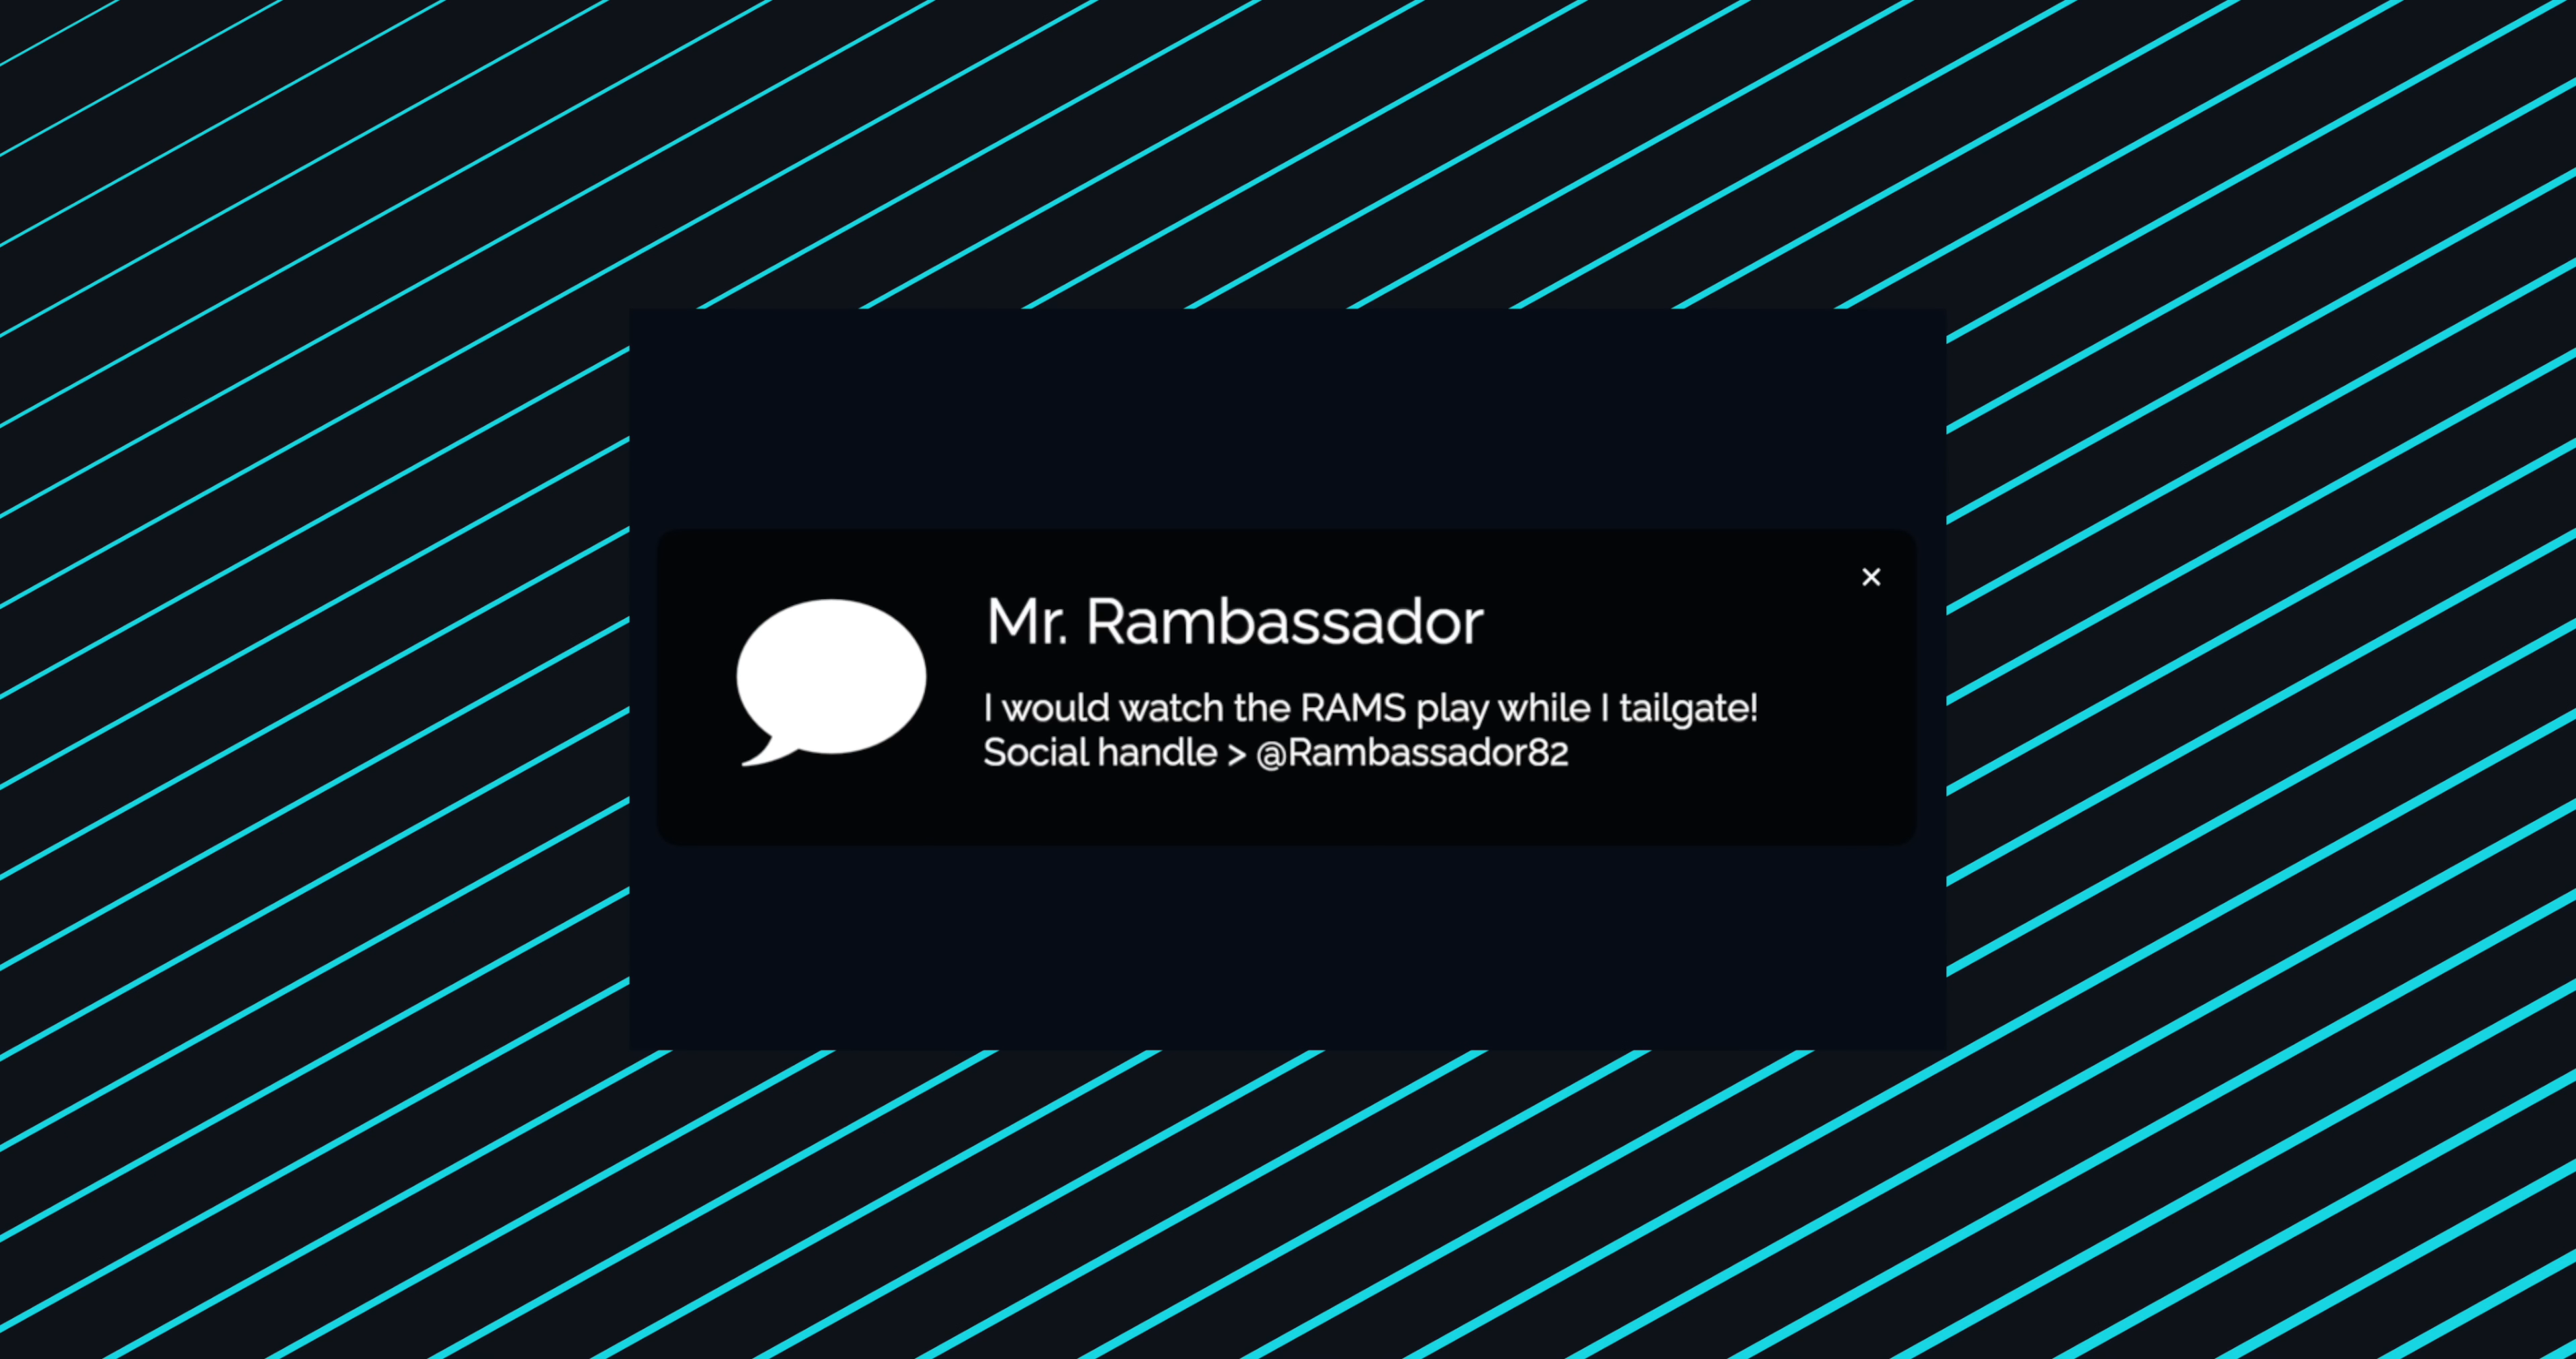 Mr. Rambassador
I would watch the RAMS play while I tailgate!
Social handle > @Rambassador82